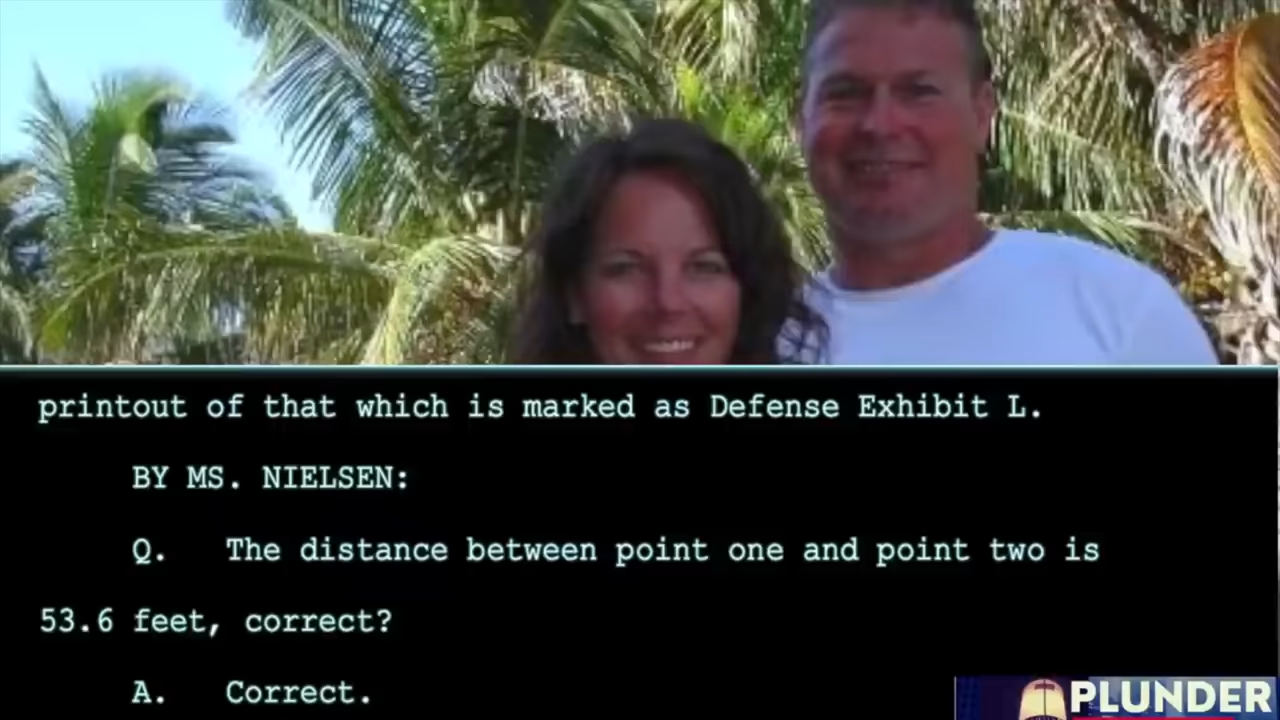 printout of that which is marked as Defense Exhibit L.
BY MS. NIELSEN:
Q. The distance between point one and point two is
53.6 feet, correct?
A. Correct.
PLUNDER